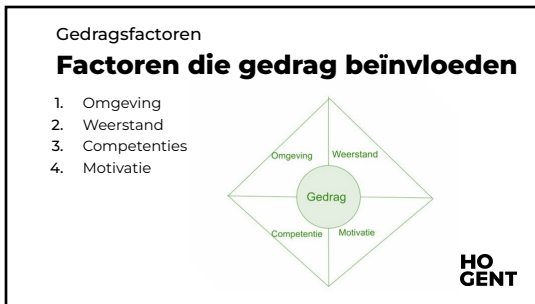 Gedragsfactoren
Factoren die gedrag beïnvloeden
1. Omgeving
2. Weerstand
3. Competenties
4. Motivatie
Omgeving
Weerstand
Gedrag
Competentie
Motivatie
HO
GENT